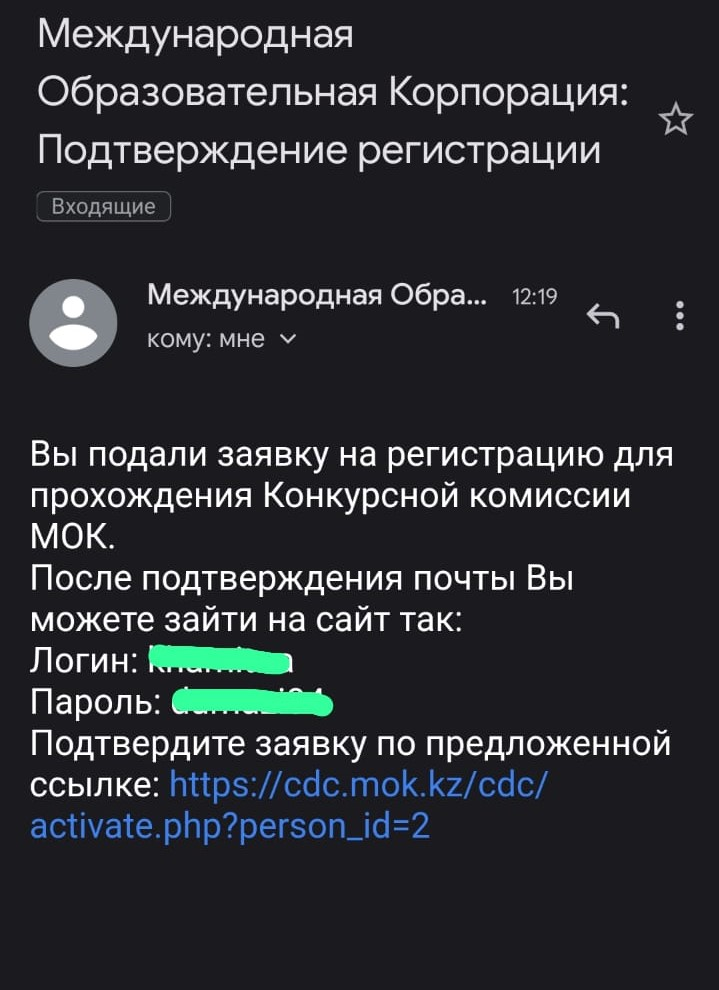 Международная
Образовательная Корпорация:
Подтверждение регистрации
Входящие
Международная Обра... 12:19
кому: мне
Вы подали заявку на регистрацию для
прохождения Конкурсной комиссии
МОК.
После подтверждения почты Вы
можете зайти на сайт так:
Логин:
Пароль:
Подтвердите заявку по предложенной
ссылке: https://cdc.mok.kz/cdc/
activate.php?person_id=2